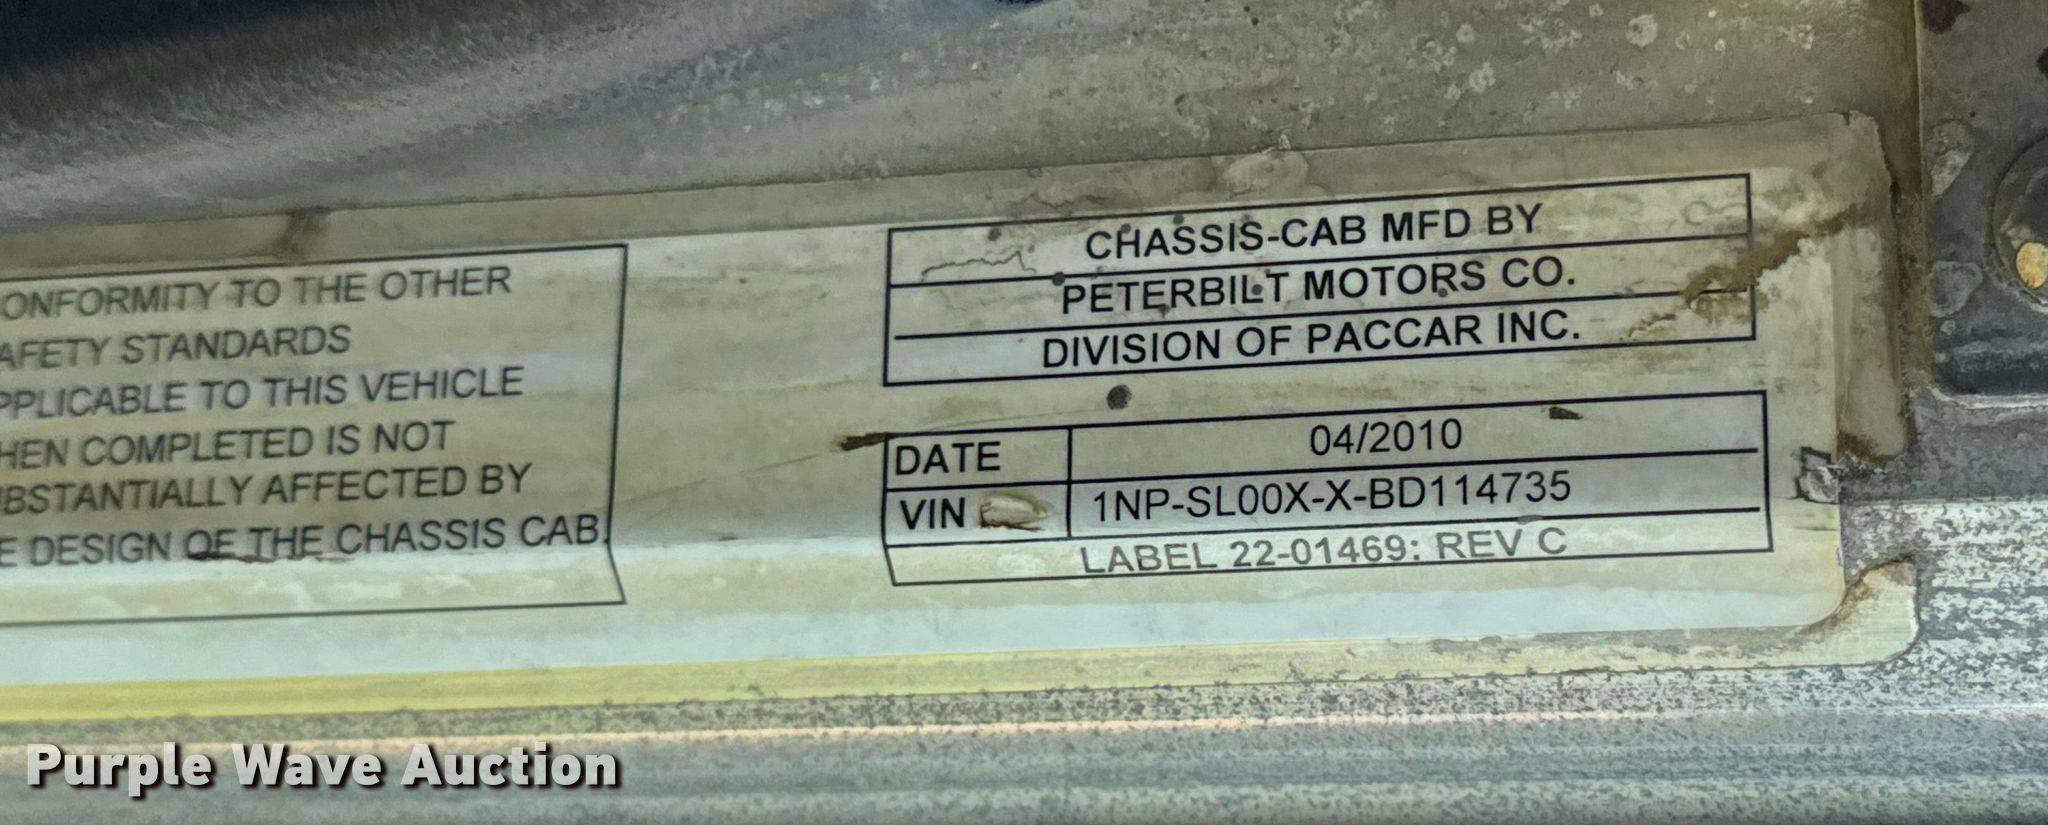 ONFORMITY TO THE OTHER
AFETY STANDARDS
PPLICABLE TO THIS VEHICLE
HEN COMPLETED IS NOT
UBSTANTIALLY AFFECTED BY
E DESIGN OF THE CHASSIS CAB.
CHASSIS-CAB MFD BY
PETERBILT MOTORS CO.
DIVISION OF PACCAR INC.
DATE 04/2010
VIN 1NP-SL00X-X-BD114735
LABEL 22-01469: REV C
Purple Wave Auction